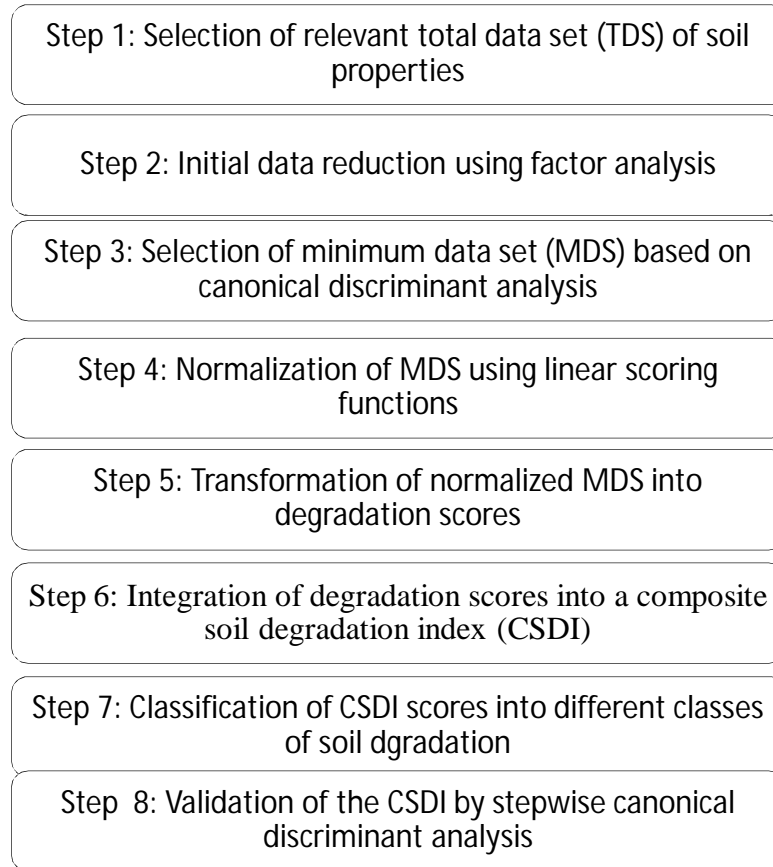 Step 1: Selection of relevant total data set (TDS) of soil
properties
Step 2: Initial data reduction using factor analysis
Step 3: Selection of minimum data set (MDS) based on
canonical discriminant analysis
Step 4: Normalization of MDS using linear scoring
functions
Step 5: Transformation of normalized MDS into
degradation scores
Step 6: Integration of degradation scores into a composite
soil degradation index (CSDI)
Step 7: Classification of CSDI scores into different classes
of soil dgradation
Step 8: Validation of the CSDI by stepwise canonical
discriminant analysis